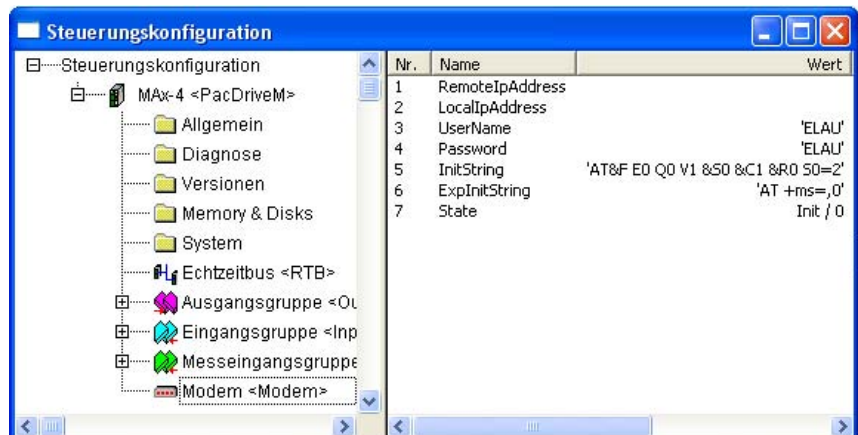 Steuerungskonfiguration
Steuerungskonfiguration
MAx-4 <PacDriveM>
Allgemein
Diagnose
Versionen
Memory & Disks
System
Echtzeitbus <RTB>
Ausgangsgruppe <Ou
Eingangsgruppe <Inp
Messeingangsgruppe
Modem <Modem>
Nr. Name Wert
1 RemoteIpAddress
2 LocalIpAddress
3 UserName 'ELAU'
4 Password 'ELAU'
5 InitString 'AT&F E0 Q0 V1 &S0 &C1 &R0 S0=2'
6 ExpInitString 'AT +ms=,0'
7 State Init / 0